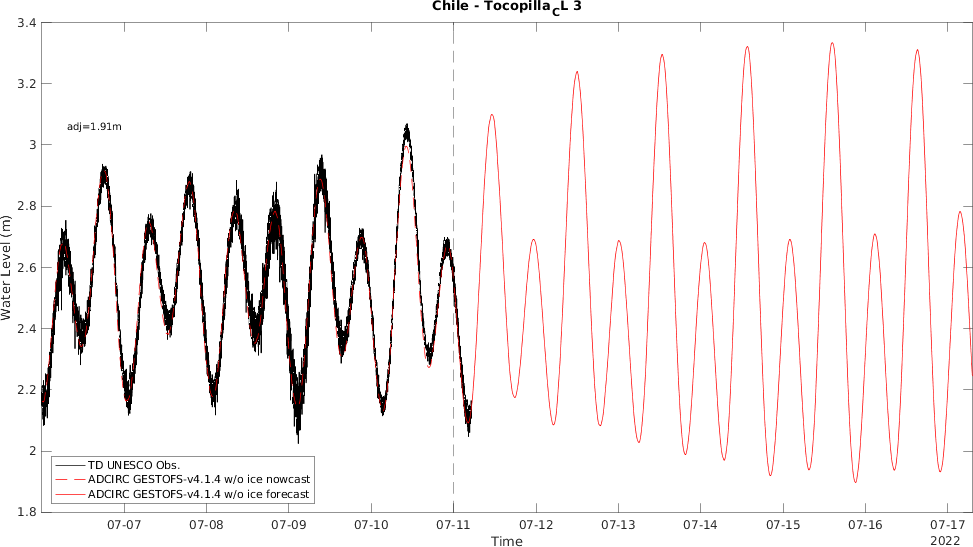 Chile - TocopillaCL 3
3.4
3.2
3
2.8
2.6
2.4
2.2
2
1.8
Water Level (m)
adj=1.91m
TD UNESCO Obs.
ADCIRC GESTOFS-v4.1.4 w/o ice nowcast
ADCIRC GESTOFS-v4.1.4 w/o ice forecast
07-07 07-08 07-09 07-10 07-11 07-12 07-13 07-14 07-15 07-16 07-17
Time
2022